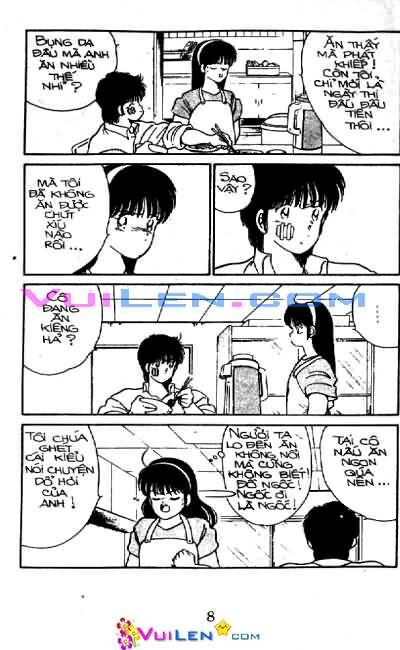 BỤNG DẠ
ĐÂU MÀ ANH
ĂN NHIỀU
THẾ
NHỈ ?
ĂN THẤY
MÀ PHÁT
KHIẾP !
CÒN TÔI,
CHỈ MỚI LÀ
NGÀY THI
ĐẤU ĐẦU
TIÊN
THÔI ...
MÀ TÔI
ĐÃ KHÔNG
ĂN ĐƯỢC
CHÚT
XÍU
NÀO
RỒI ...
SAO
VẬY ?
CÔ
ĐANG
ĂN
KIÊNG
HẢ ?
......
TÔI CHÚA
GHÉT
CÁI KIỂU
NÓI CHUYỆN
DỞ HƠI
CỦA
ANH !
NGƯỜI TA
LO ĐẾN ĂN
KHÔNG NỔI
MÀ CŨNG
KHÔNG BIẾT!
ĐỒ NGỐC!
NGỐC ƠI
LÀ NGỐC!
TẠI CÔ
NẤU ĂN
NGON
QUÁ
NÊN ...
VUILEN.COM
8
VUILEN.COM